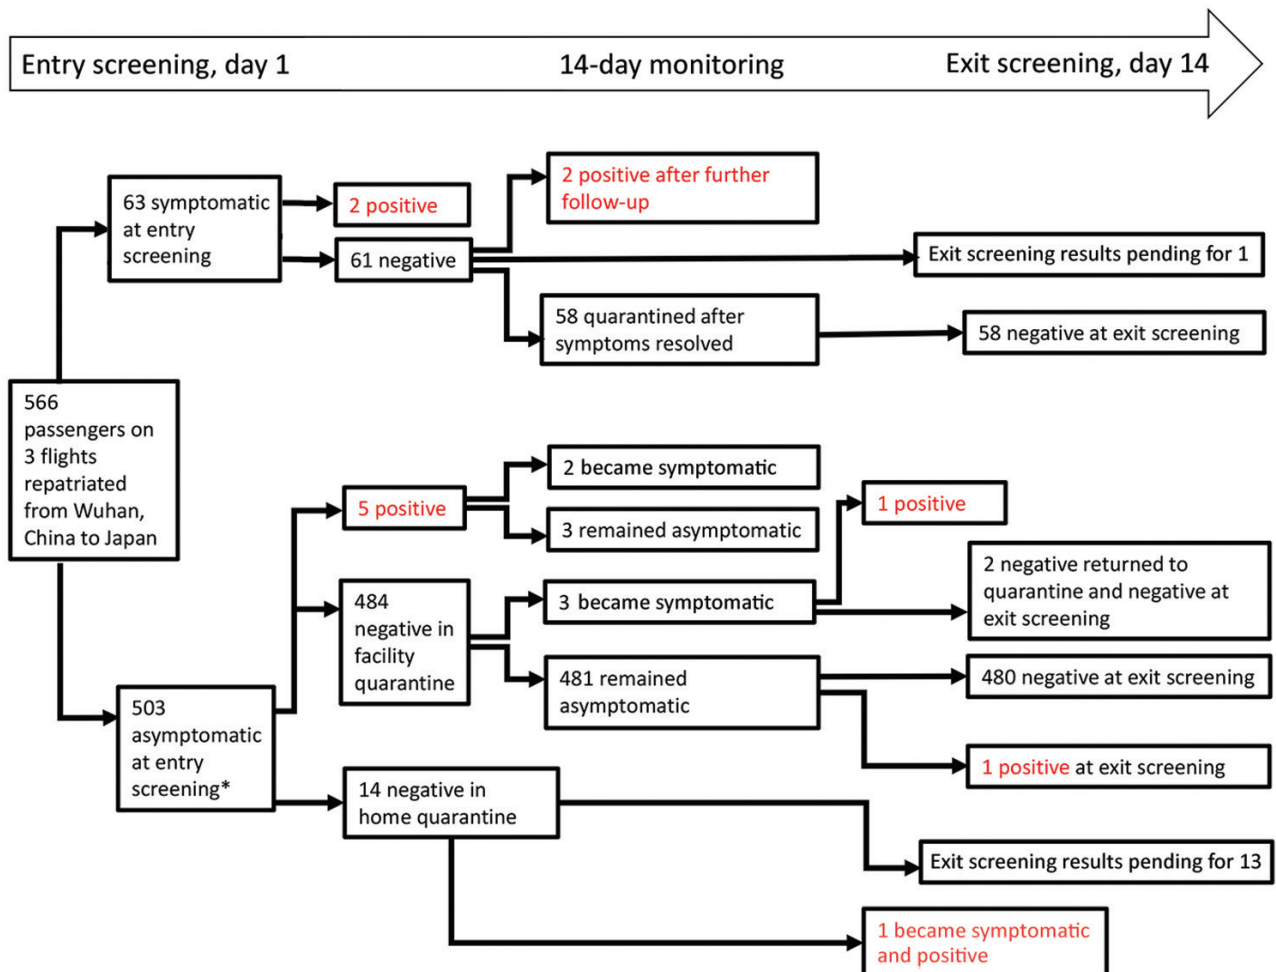 Entry screening, day 1
14-day monitoring
Exit screening, day 14
63 symptomatic
at entry
screening
2 positive
61 negative
2 positive after further
follow-up
Exit screening results pending for 1
58 quarantined after
symptoms resolved
58 negative at exit screening
566
passengers on
3 flights
repatriated
from Wuhan,
China to Japan
503
asymptomatic
at entry
screening*
5 positive
2 became symptomatic
3 remained asymptomatic
484
negative in
facility
quarantine
3 became symptomatic
1 positive
2 negative returned to
quarantine and negative at
exit screening
481 remained
asymptomatic
480 negative at exit screening
1 positive at exit screening
14 negative in
home quarantine
Exit screening results pending for 13
1 became symptomatic
and positive